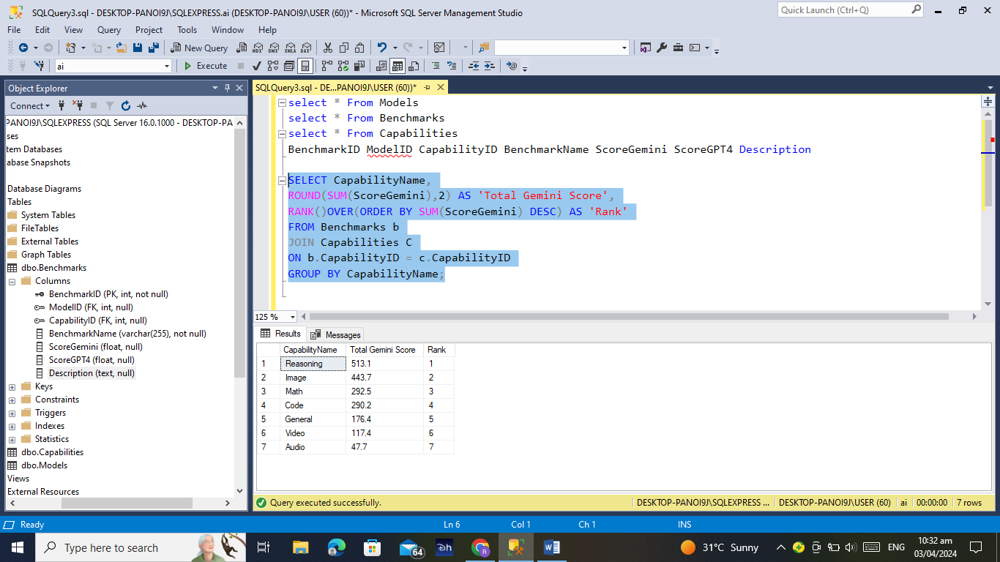 SQLQuery3.sql - DESKTOP-PANOI9J\SQLEXPRESS.ai (DESKTOP-PANOI9J\USER (60))* - Microsoft SQL Server Management Studio
Quick Launch (Ctrl+Q)
File Edit View Query Project Tools Window Help
New Query MDX DMX XMLA DAX
ai Execute
Object Explorer
Connect
PANOI9J\SQLEXPRESS (SQL Server 16.0.1000 - DESKTOP-PA
ses
tem Databases
abase Snapshots
Database Diagrams
Tables
System Tables
FileTables
External Tables
Graph Tables
dbo.Benchmarks
Columns
BenchmarkID (PK, int, not null)
ModelID (FK, int, null)
CapabilityID (FK, int, null)
BenchmarkName (varchar(255), not null)
ScoreGemini (float, null)
ScoreGPT4 (float, null)
Description (text, null)
Keys
Constraints
Triggers
Indexes
Statistics
dbo.Capabilities
dbo.Models
Views
External Resources
SQLQuery3.sql - DE...PANOI9J\USER (60))*
select * From Models
select * From Benchmarks
select * From Capabilities
BenchmarkID ModelID CapabilityID BenchmarkName ScoreGemini ScoreGPT4 Description
SELECT CapabilityName,
ROUND(SUM(ScoreGemini),2) AS 'Total Gemini Score',
RANK()OVER(ORDER BY SUM(ScoreGemini) DESC) AS 'Rank'
FROM Benchmarks b
JOIN Capabilities C
ON b.CapabilityID = c.CapabilityID
GROUP BY CapabilityName;
125 %
Results Messages
CapabilityName Total Gemini Score Rank
1 Reasoning 513.1 1
2 Image 443.7 2
3 Math 292.5 3
4 Code 290.2 4
5 General 176.4 5
6 Video 117.4 6
7 Audio 47.7 7
Query executed successfully. DESKTOP-PANOI9J\SQLEXPRESS ... DESKTOP-PANOI9J\USER (60) ai 00:00:00 7 rows
Ready Ln 6 Col 1 Ch 1 INS
Type here to search 64 31°C Sunny ENG 10:32 am
03/04/2024